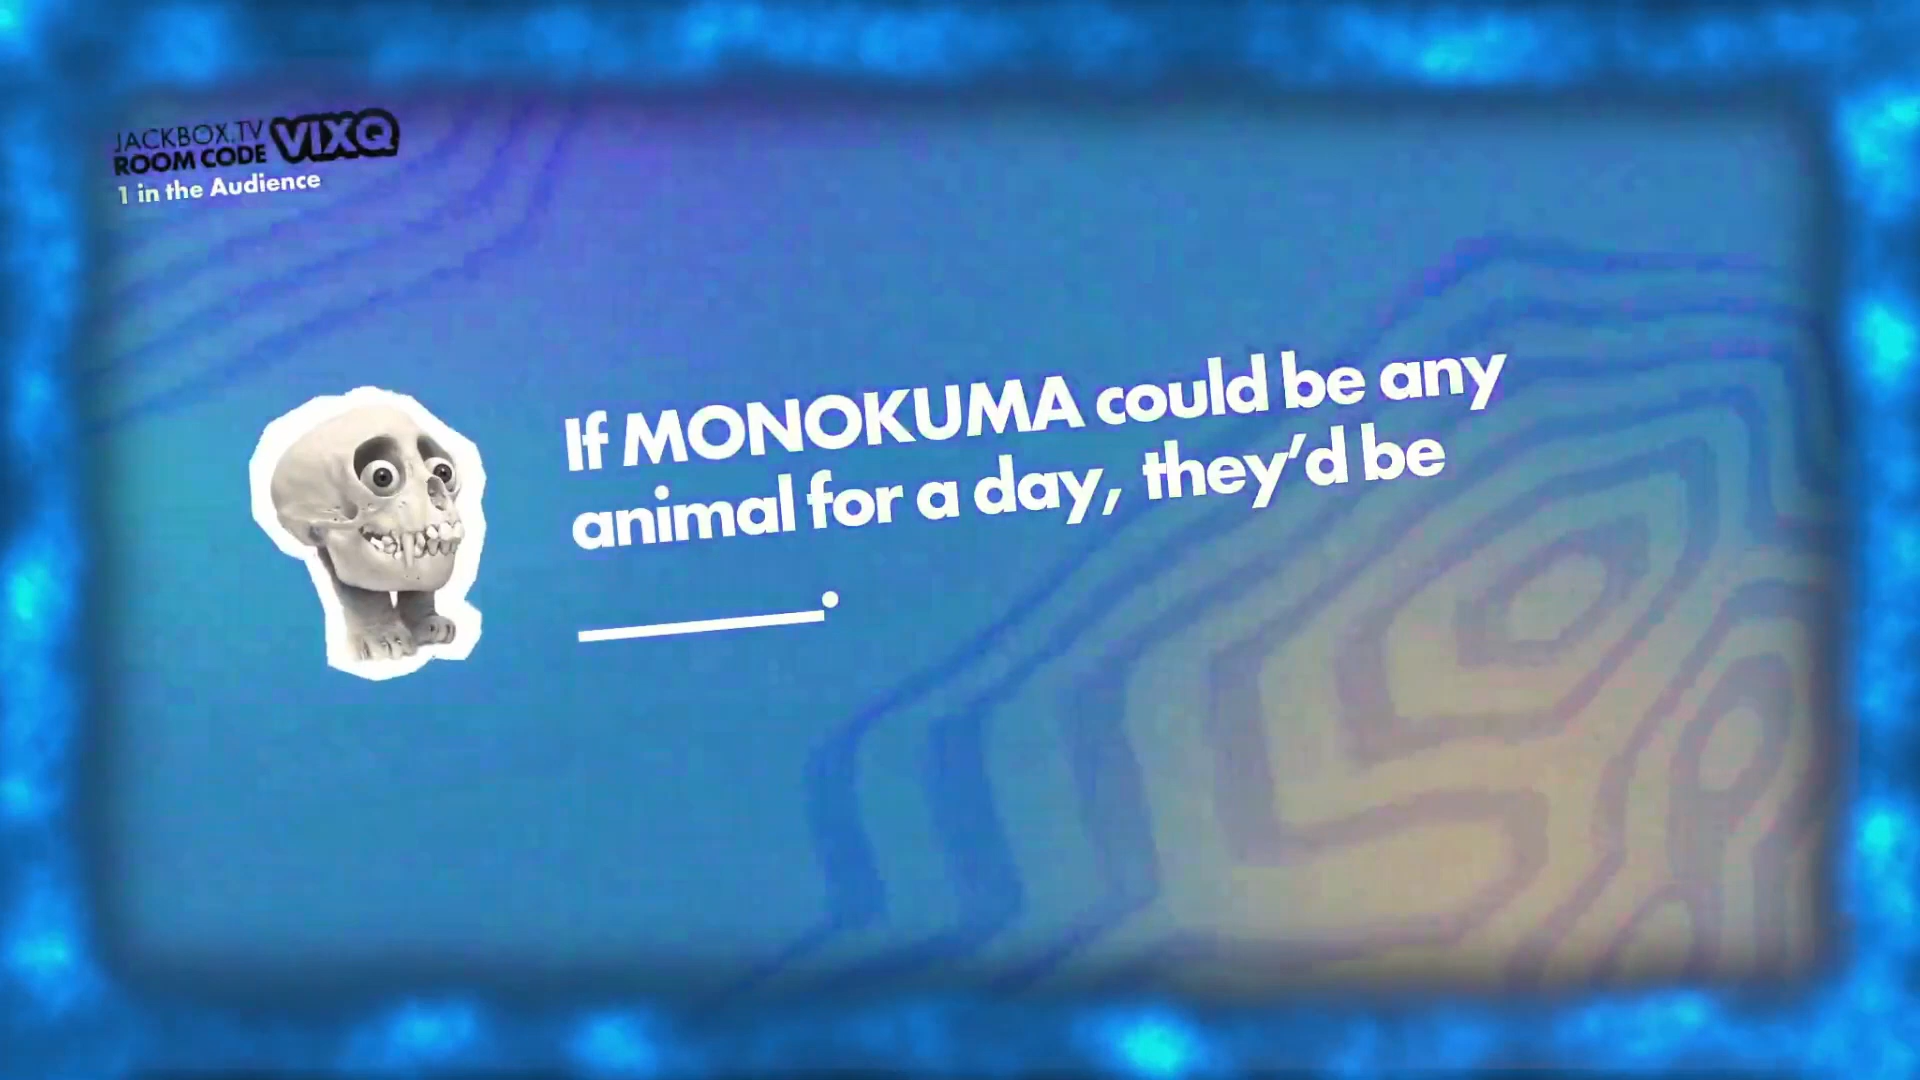 JACKBOX.TV
ROOM CODE VIXQ
1 in the Audience
If MONOKUMA could be any
animal for a day, they’d be
________.